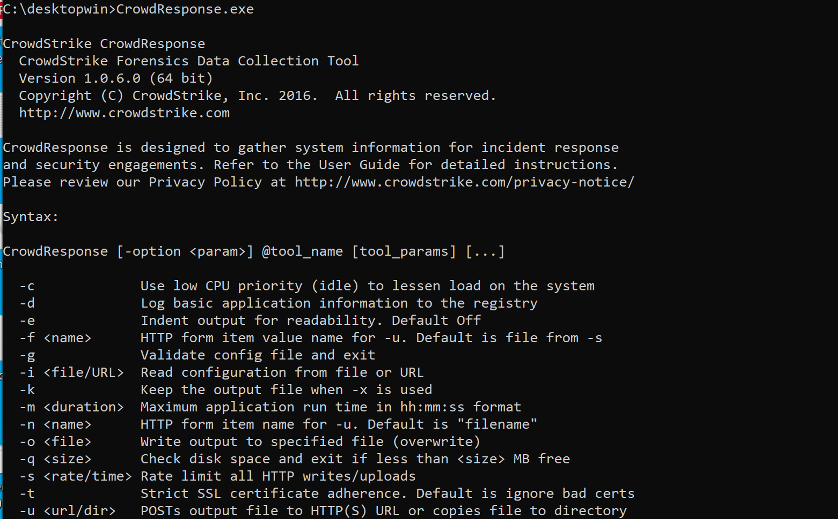 C:\desktopwin>CrowdResponse.exe
CrowdStrike CrowdResponse
CrowdStrike Forensics Data Collection Tool
Version 1.0.6.0 (64 bit)
Copyright (C) CrowdStrike, Inc. 2016.  All rights reserved.
http://www.crowdstrike.com
CrowdResponse is designed to gather system information for incident response
and security engagements. Refer to the User Guide for detailed instructions.
Please review our Privacy Policy at http://www.crowdstrike.com/privacy-notice/
Syntax:
CrowdResponse [-option <param>] @tool_name [tool_params] [...]
-c             Use low CPU priority (idle) to lessen load on the system
-d             Log basic application information to the registry
-e             Indent output for readability. Default Off
-f <name>      HTTP form item value name for -u. Default is file from -s
-g             Validate config file and exit
-i <file/URL>  Read configuration from file or URL
-k             Keep the output file when -x is used
-m <duration>  Maximum application run time in hh:mm:ss format
-n <name>      HTTP form item name for -u. Default is "filename"
-o <file>      Write output to specified file (overwrite)
-q <size>      Check disk space and exit if less than <size> MB free
-s <rate/time> Rate limit all HTTP writes/uploads
-t             Strict SSL certificate adherence. Default is ignore bad certs
-u <url/dir>   POSTs output file to HTTP(S) URL or copies file to directory